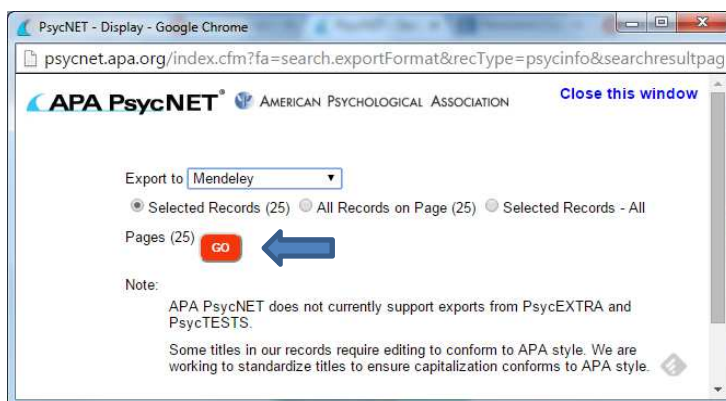 PsycNET - Display - Google Chrome
psycnet.apa.org/index.cfm?fa=search.exportFormat&recType=psycinfo&searchresultpag
APA PsycNET® AMERICAN PSYCHOLOGICAL ASSOCIATION
Close this window
Export to Mendeley
Selected Records (25) All Records on Page (25) Selected Records - All
Pages (25) GO
Note:
APA PsycNET does not currently support exports from PsycEXTRA and
PsycTESTS.
Some titles in our records require editing to conform to APA style. We are
working to standardize titles to ensure capitalization conforms to APA style.